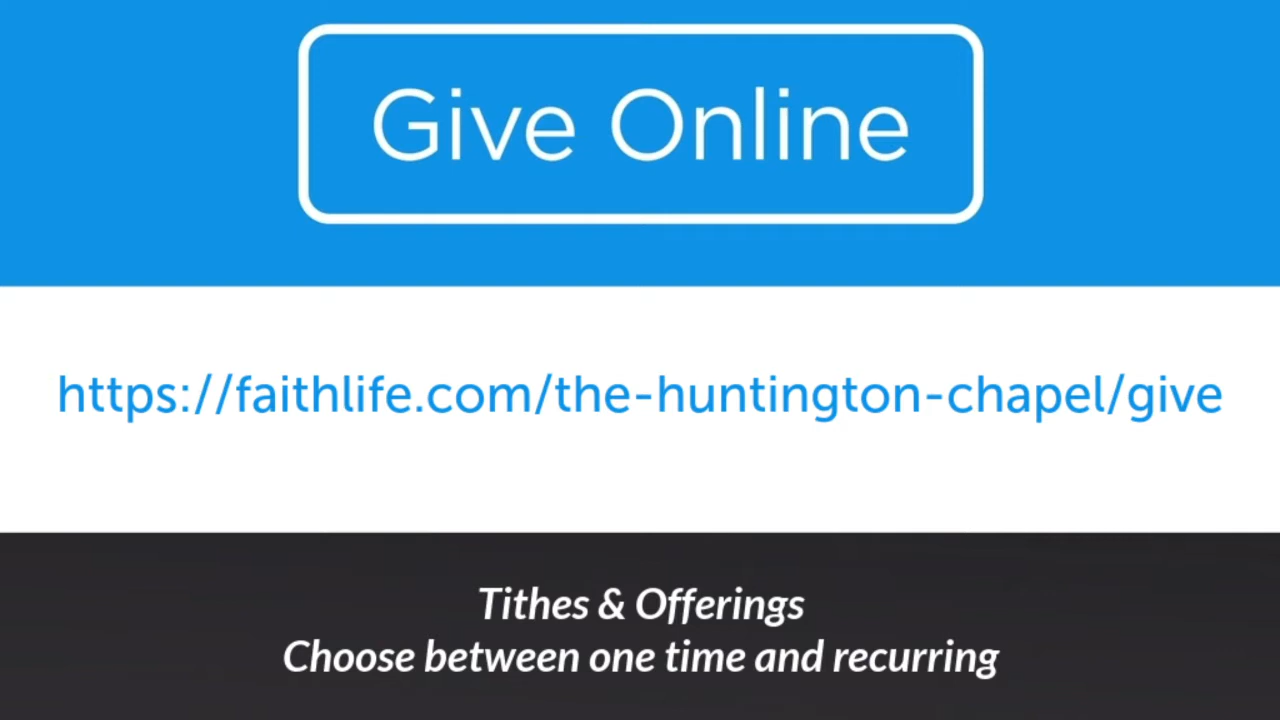 Give Online
https://faithlife.com/the-huntington-chapel/give
Tithes & Offerings
Choose between one time and recurring